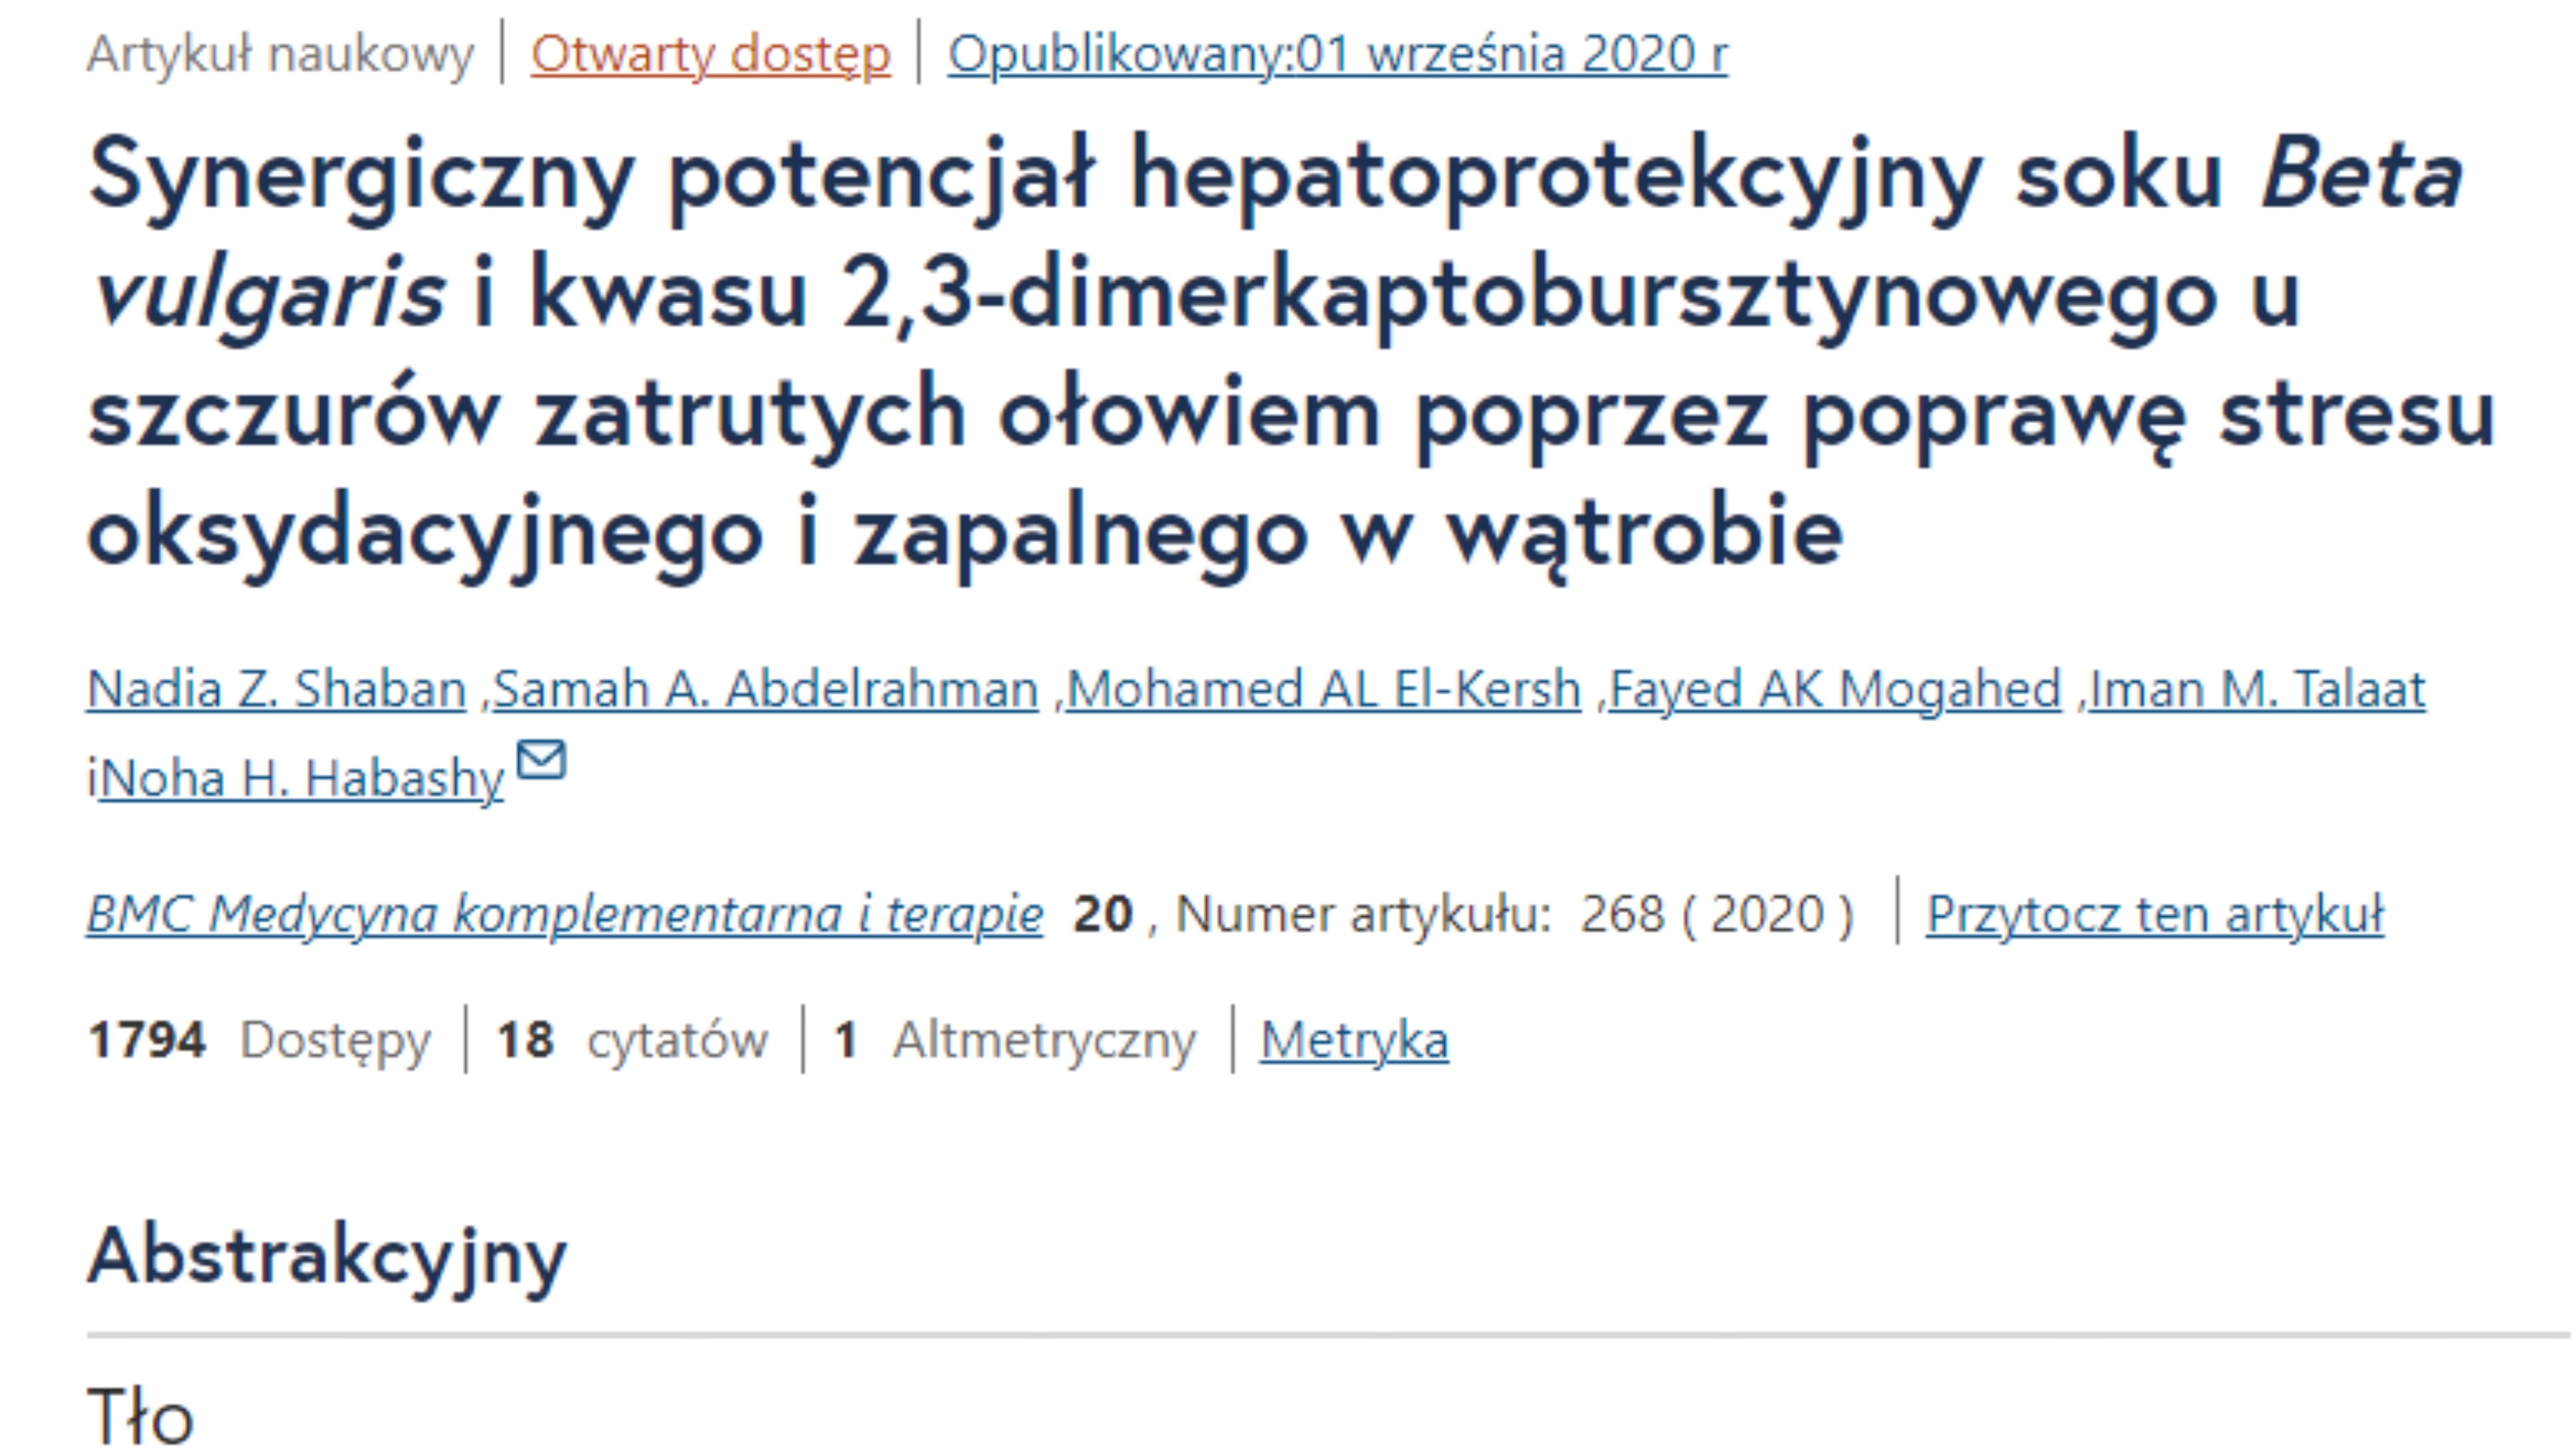 Artykuł naukowy | Otwarty dostęp | Opublikowany:01 września 2020 r
Synergiczny potencjał hepatoprotekcyjny soku Beta
vulgaris i kwasu 2,3-dimerkaptobursztynowego u
szczurów zatrutych ołowiem poprzez poprawę stresu
oksydacyjnego i zapalnego w wątrobie
Nadia Z. Shaban ,Samah A. Abdelrahman ,Mohamed AL El-Kersh ,Fayed AK Mogahed ,Iman M. Talaat
iNoha H. Habashy
BMC Medycyna komplementarna i terapie 20 , Numer artykułu: 268 ( 2020 ) | Przytocz ten artykuł
1794 Dostępy | 18 cytatów | 1 Altmetryczny | Metryka
Abstrakcyjny
Tło